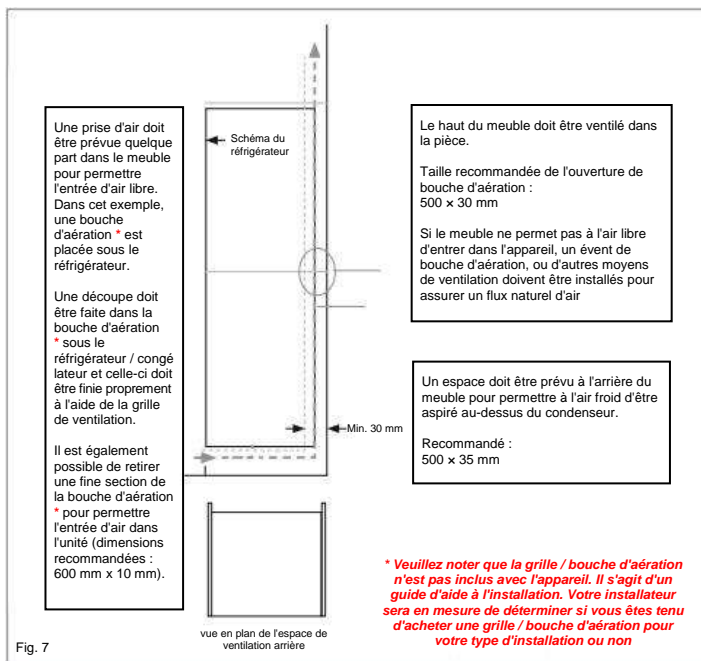 Une prise d'air doit
être prévue quelque
part dans le meuble
pour permettre
l'entrée d'air libre.
Dans cet exemple,
une bouche
d'aération * est
placée sous le
réfrigérateur.
Une découpe doit
être faite dans la
bouche d'aération
* sous le
réfrigérateur / congé
lateur et celle-ci doit
être finie proprement
à l'aide de la grille
de ventilation.
Il est également
possible de retirer
une fine section de
la bouche d'aération
* pour permettre
l'entrée d'air dans
l'unité (dimensions
recommandées :
600 mm x 10 mm).
Schéma du
réfrigérateur
Min. 30 mm
Le haut du meuble doit être ventilé dans
la pièce.
Taille recommandée de l'ouverture de
bouche d'aération :
500 × 30 mm
Si le meuble ne permet pas à l'air libre
d'entrer dans l'appareil, un évent de
bouche d'aération, ou d'autres moyens
de ventilation doivent être installés pour
assurer un flux naturel d'air
Un espace doit être prévu à l'arrière du
meuble pour permettre à l'air froid d'être
aspiré au-dessus du condenseur.
Recommandé :
500 × 35 mm
* Veuillez noter que la grille / bouche d'aération
n'est pas inclus avec l'appareil. Il s'agit d'un
guide d'aide à l'installation. Votre installateur
sera en mesure de déterminer si vous êtes tenu
d'acheter une grille / bouche d'aération pour
votre type d'installation ou non
vue en plan de l'espace de
ventilation arrière
Fig. 7